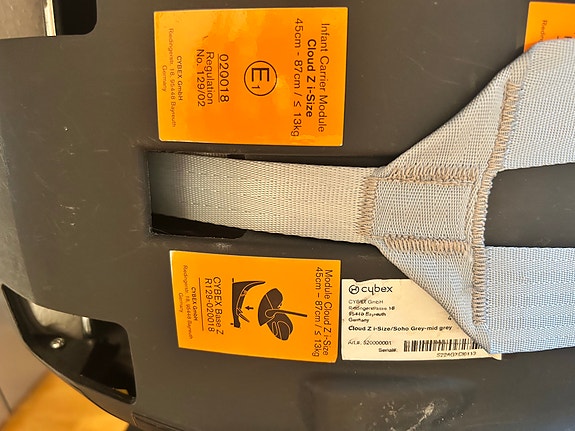 Infant Carrier Module
Cloud Z i-Size
45cm - 87cm / ≤ 13kg
E1
020018
Regulation
No. 129/02
CYBEX GmbH
Riedingerstr. 18, 95448 Bayreuth
Germany
Module Cloud Z i-Size
45cm - 87cm / ≤ 13kg
CYBEX Base Z
R129-020018
CYBEX GmbH
Riedingerstr. 18, 95448 Bayreuth
Germany
cybex
CYBEX GmbH
Riedingerstrasse 18
95448 Bayreuth
Germany
Cloud Z i-Size/Soho Grey-mid grey
Art.#: 520000001
Serial#: